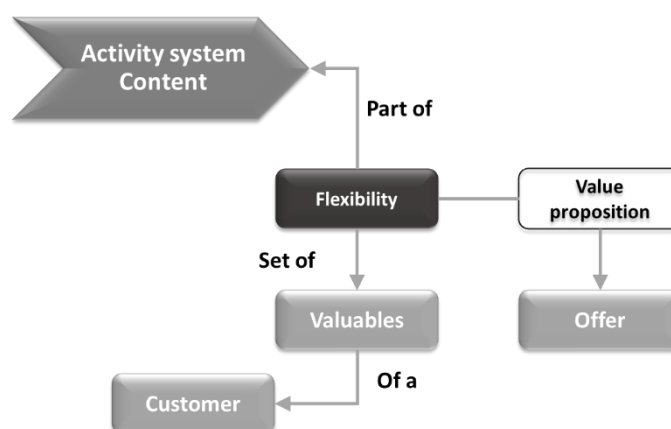 Activity system
Content
Part of
Flexibility
Value
proposition
Set of
Valuables
Offer
Of a
Customer